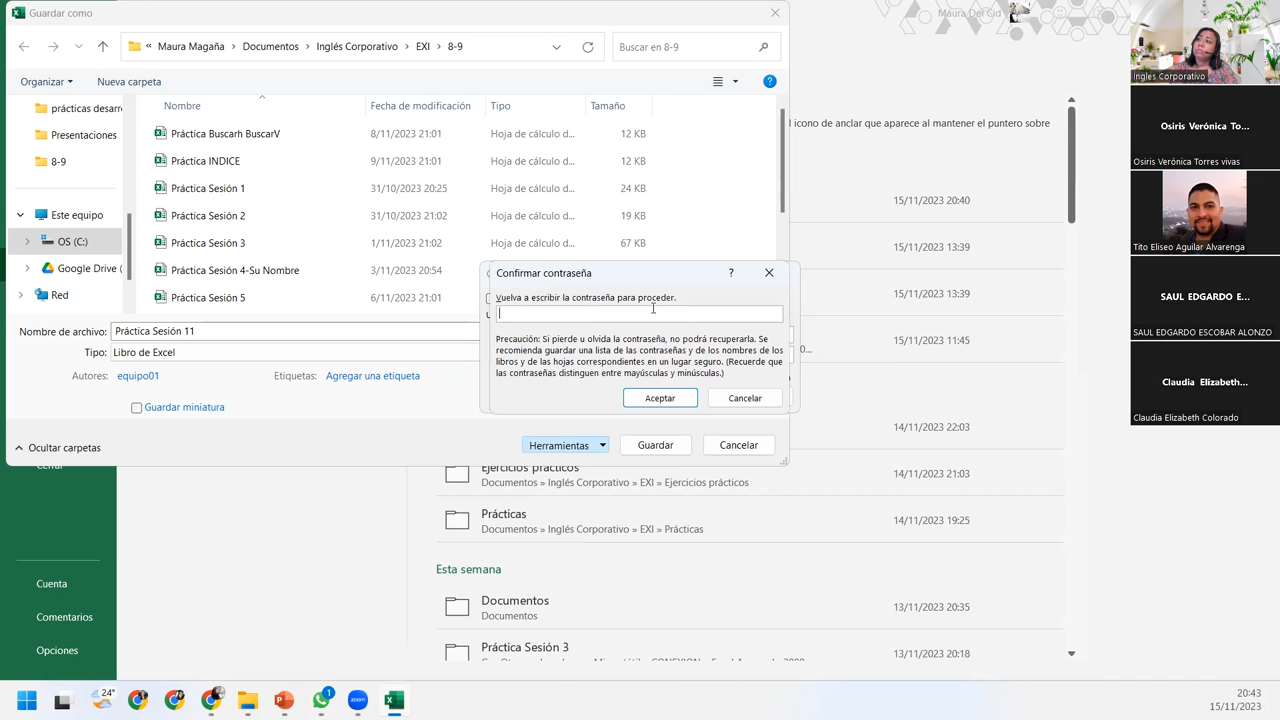 Guardar como
« Maura Magaña > Documentos > Inglés Corporativo > EXI > 8-9
Buscar en 8-9
Organizar
Nueva carpeta
prácticas desarr
Presentaciones
8-9
Este equipo
OS (C:)
Google Drive (
Red
Nombre
Fecha de modificación
Tipo
Tamaño
Práctica Buscarh BuscarV
8/11/2023 21:01
Hoja de cálculo d...
12 KB
Práctica INDICE
9/11/2023 21:01
Hoja de cálculo d...
12 KB
Práctica Sesión 1
31/10/2023 20:25
Hoja de cálculo d...
24 KB
Práctica Sesión 2
31/10/2023 21:02
Hoja de cálculo d...
19 KB
Práctica Sesión 3
1/11/2023 21:02
Hoja de cálculo d...
67 KB
Práctica Sesión 4-Su Nombre
3/11/2023 20:54
Práctica Sesión 5
6/11/2023 21:01
Nombre de archivo:
Práctica Sesión 11
Tipo:
Libro de Excel
Autores:
equipo01
Etiquetas:
Agregar una etiqueta
Guardar miniatura
Ocultar carpetas
Herramientas
Guardar
Cancelar
Confirmar contraseña
?
Vuelva a escribir la contraseña para proceder.
Precaución: Si pierde u olvida la contraseña, no podrá recuperarla. Se
recomienda guardar una lista de las contraseñas y de los nombres de los
libros y de las hojas correspondientes en un lugar seguro. (Recuerde que
las contraseñas distinguen entre mayúsculas y minúsculas.)
Aceptar
Cancelar
Maura Del Cid
l icono de anclar que aparece al mantener el puntero sobre
15/11/2023 20:40
15/11/2023 13:39
15/11/2023 13:39
15/11/2023 11:45
0...
14/11/2023 22:03
Ejercicios prácticos
Documentos » Inglés Corporativo » EXI » Ejercicios prácticos
14/11/2023 21:03
Prácticas
Documentos » Inglés Corporativo » EXI » Prácticas
14/11/2023 19:25
Esta semana
Documentos
Documentos
13/11/2023 20:35
Práctica Sesión 3
13/11/2023 20:18
Cerrar
Cuenta
Comentarios
Opciones
Ingles Corporativo
Osiris Verónica To...
Osiris Verónica Torres vivas
Tito Eliseo Aguilar Alvarenga
SAUL EDGARDO E...
SAUL EDGARDO ESCOBAR ALONZO
Claudia Elizabeth...
Claudia Elizabeth Colorado
24°
1
zoom
20:43
15/11/2023